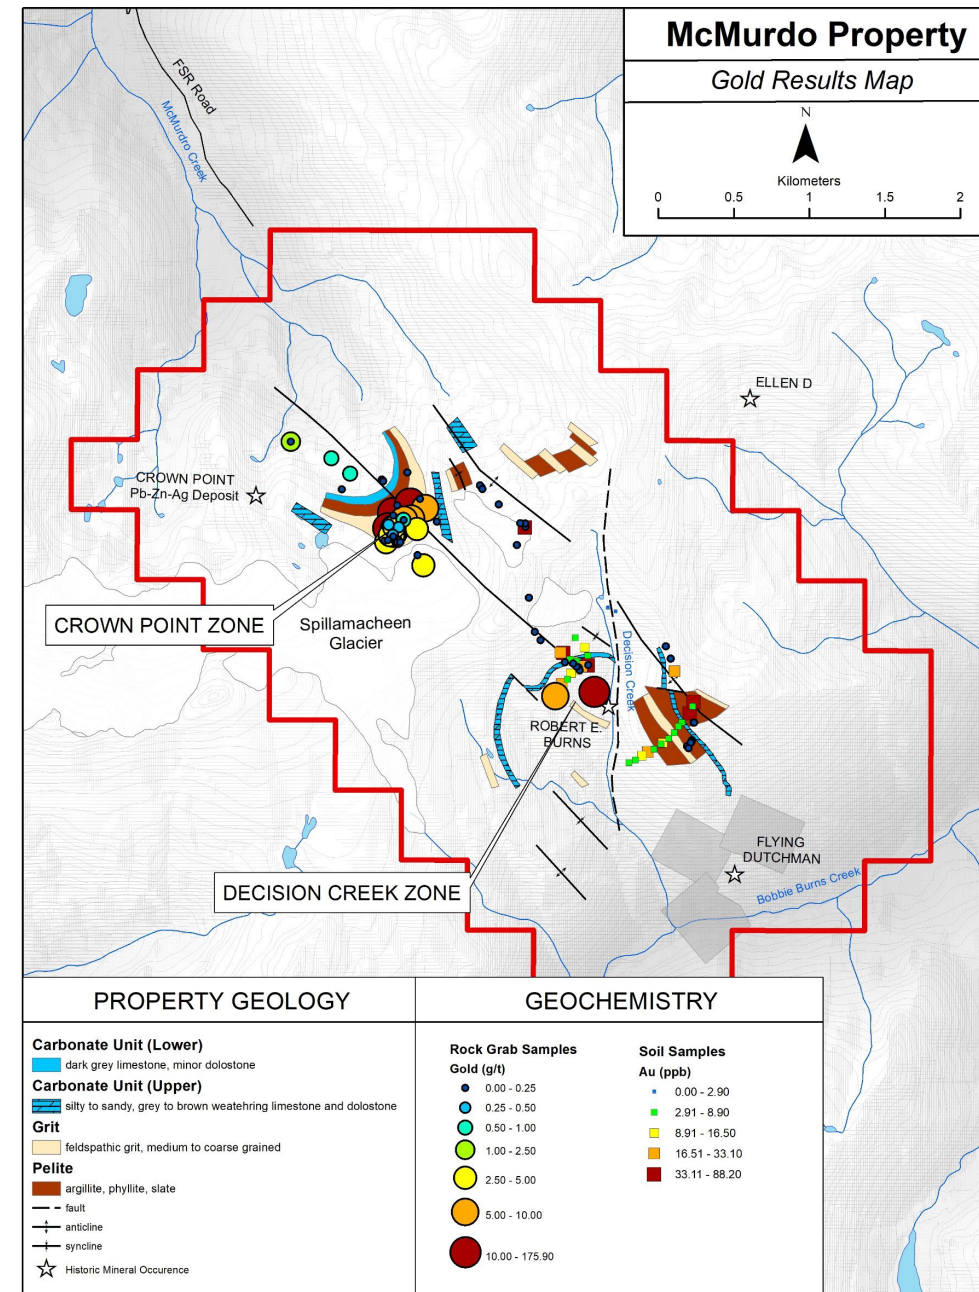 McMurdo Property
Gold Results Map
N
Kilometers
0 0.5 1 1.5 2
FSR Road
McMurdro Creek
ELLEN D
CROWN POINT
Pb-Zn-Ag Deposit
CROWN POINT ZONE
Spillamacheen
Glacier
Decision Creek
ROBERT E.
BURNS
FLYING
DUTCHMAN
DECISION CREEK ZONE
Bobbie Burns Creek
PROPERTY GEOLOGY
Carbonate Unit (Lower)
dark grey limestone, minor dolostone
Carbonate Unit (Upper)
silty to sandy, grey to brown weatehring limestone and dolostone
Grit
feldspathic grit, medium to coarse grained
Pelite
argillite, phyllite, slate
fault
anticline
syncline
Historic Mineral Occurence
GEOCHEMISTRY
Rock Grab Samples
Gold (g/t)
0.00 - 0.25
0.25 - 0.50
0.50 - 1.00
1.00 - 2.50
2.50 - 5.00
5.00 - 10.00
10.00 - 175.90
Soil Samples
Au (ppb)
0.00 - 2.90
2.91 - 8.90
8.91 - 16.50
16.51 - 33.10
33.11 - 88.20